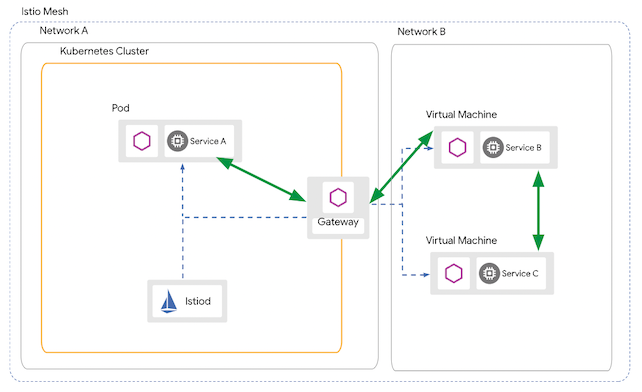 Istio Mesh
Network A
Network B
Kubernetes Cluster
Pod
Virtual Machine
Service A
Service B
Gateway
Virtual Machine
Service C
Istiod